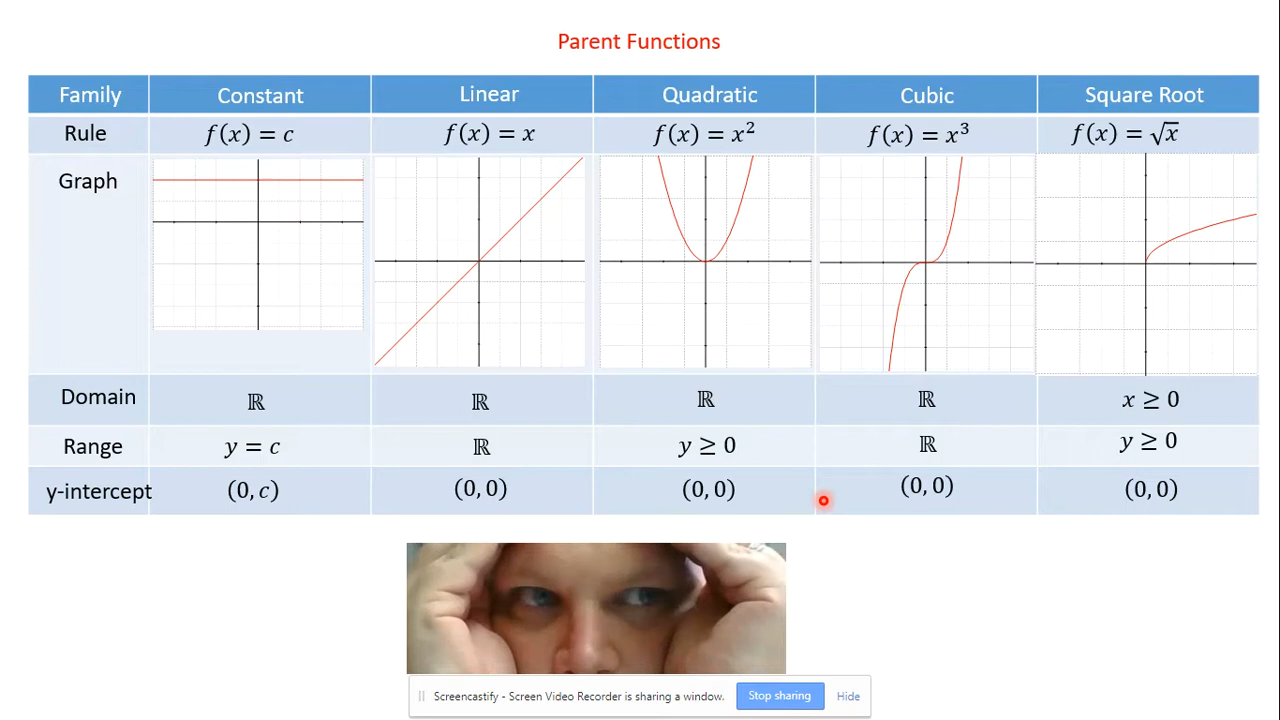 Parent Functions
Family Constant Linear Quadratic Cubic Square Root
Rule f(x) = c f(x) = x f(x) = x² f(x) = x³ f(x) = √x
Graph
Domain ℝ ℝ ℝ ℝ x ≥ 0
Range y = c ℝ y ≥ 0 ℝ y ≥ 0
y-intercept (0, c) (0, 0) (0, 0) (0, 0) (0, 0)
Screencastify - Screen Video Recorder is sharing a window. Stop sharing Hide